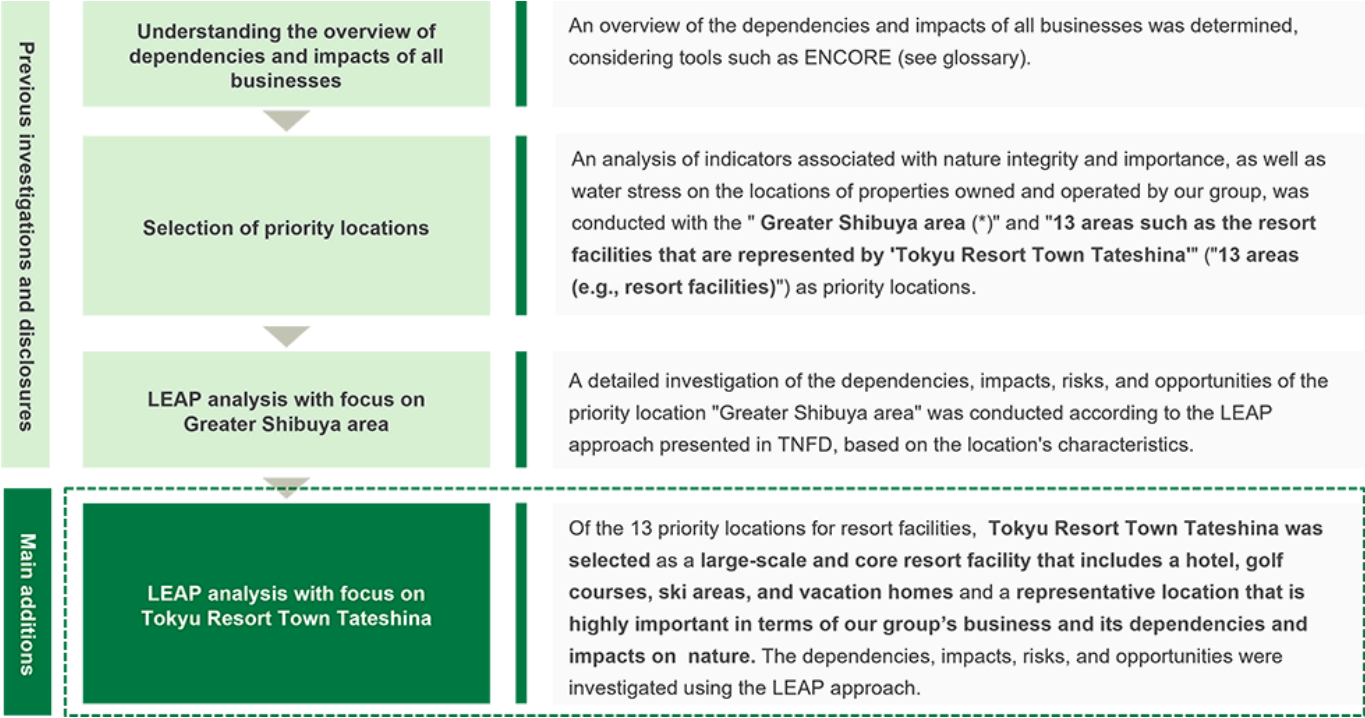 Previous investigations and disclosures
Understanding the overview of
dependencies and impacts of all
businesses
An overview of the dependencies and impacts of all businesses was determined,
considering tools such as ENCORE (see glossary).
Selection of priority locations
An analysis of indicators associated with nature integrity and importance, as well as
water stress on the locations of properties owned and operated by our group, was
conducted with the " Greater Shibuya area (*)" and "13 areas such as the resort
facilities that are represented by 'Tokyu Resort Town Tateshina'" ("13 areas
(e.g., resort facilities)") as priority locations.
LEAP analysis with focus on
Greater Shibuya area
A detailed investigation of the dependencies, impacts, risks, and opportunities of the
priority location "Greater Shibuya area" was conducted according to the LEAP
approach presented in TNFD, based on the location's characteristics.
Main additions
LEAP analysis with focus on
Tokyu Resort Town Tateshina
Of the 13 priority locations for resort facilities, Tokyu Resort Town Tateshina was
selected as a large-scale and core resort facility that includes a hotel, golf
courses, ski areas, and vacation homes and a representative location that is
highly important in terms of our group’s business and its dependencies and
impacts on nature. The dependencies, impacts, risks, and opportunities were
investigated using the LEAP approach.